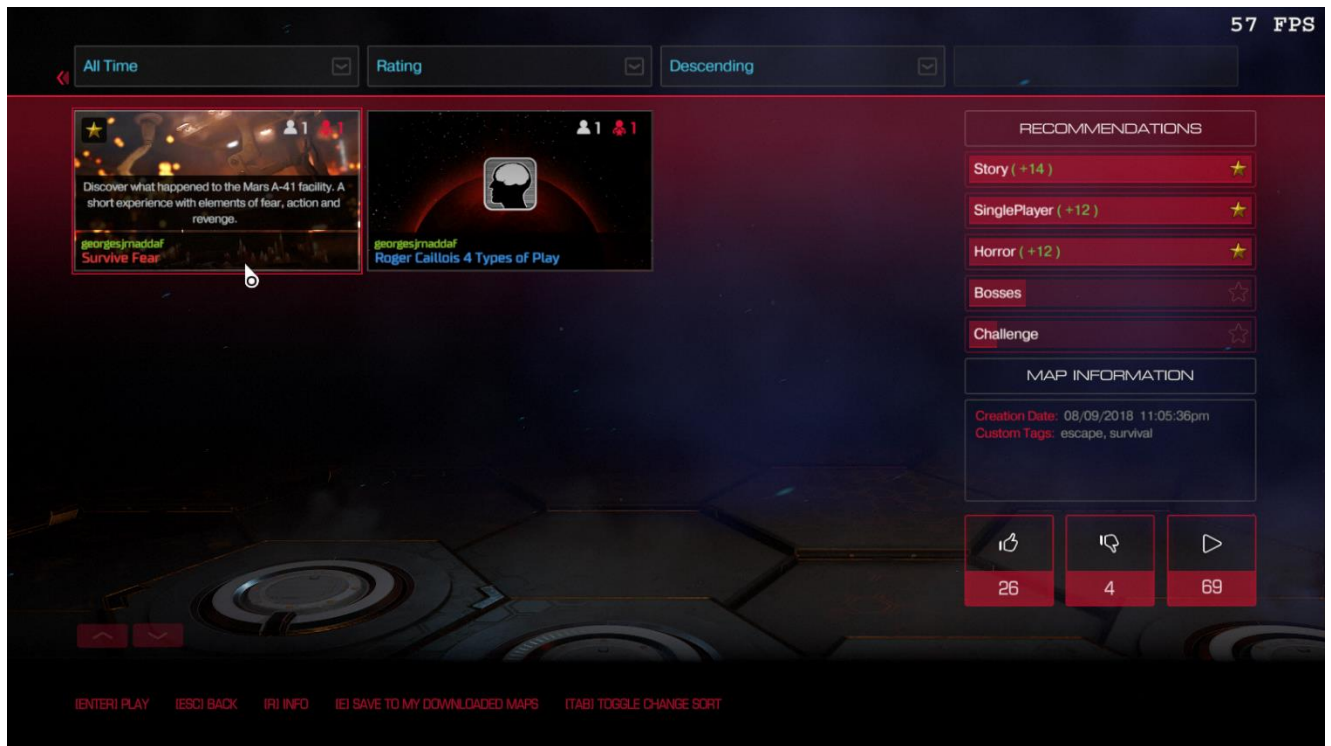 57 FPS
All Time
Rating
Descending
1 1
Discover what happened to the Mars A-41 facility. A
short experience with elements of fear, action and
revenge.
georgesjrnaddaf
Survive Fear
1 1
georgesjrnaddaf
Roger Caillois 4 Types of Play
RECOMMENDATIONS
Story ( +14 )
SinglePlayer ( +12 )
Horror ( +12 )
Bosses
Challenge
MAP INFORMATION
Creation Date: 08/09/2018 11:05:36pm
Custom Tags: escape, survival
26
4
69
[ENTER] PLAY [ESC] BACK [R] INFO [E] SAVE TO MY DOWNLOADED MAPS [TAB] TOGGLE CHANGE SORT